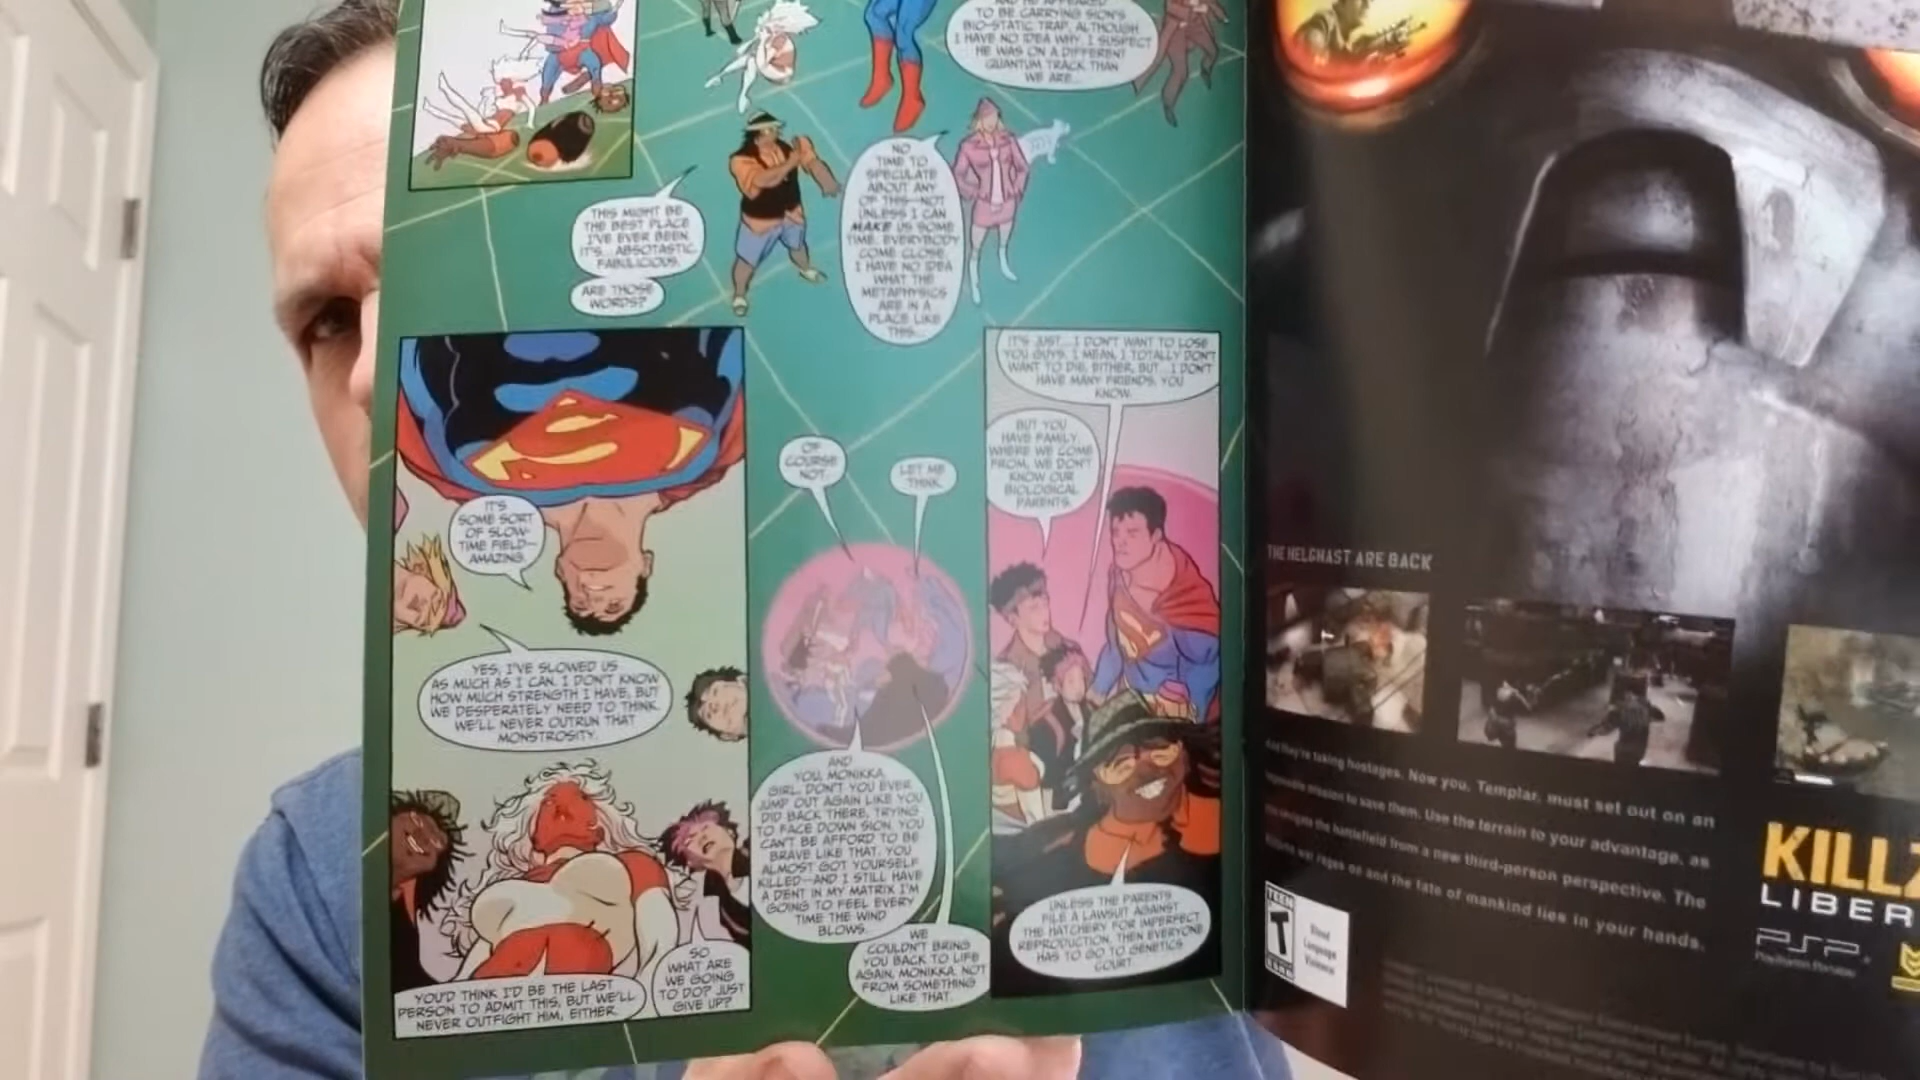 AND HE APPEARED
TO BE CARRYING SION'S
BIO-STATIC TRAP, ALTHOUGH
I HAVE NO IDEA WHY. I SUSPECT
HE WAS ON A DIFFERENT
QUANTUM TRACK THAN
WE ARE...
THIS MIGHT BE
THE BEST PLACE
I'VE EVER BEEN.
IT'S... ABSOTASTIC.
FABULICIOUS.
ARE THOSE
WORDS?
NO
TIME TO
SPECULATE
ABOUT ANY
OF THIS--NOT
UNLESS I CAN
MAKE US SOME
TIME. EVERYBODY
COME CLOSE.
I HAVE NO IDEA
WHAT THE
METAPHYSICS
ARE IN A
PLACE LIKE
THIS...
IT'S
SOME SORT
OF SLOW-
TIME FIELD--
AMAZING.
YES, I'VE SLOWED US
AS MUCH AS I CAN. I DON'T KNOW
HOW MUCH STRENGTH I HAVE, BUT
WE DESPERATELY NEED TO THINK.
WE'LL NEVER OUTRUN THAT
MONSTROSITY.
YOU'D THINK I'D BE THE LAST
PERSON TO ADMIT THIS, BUT WE'LL
NEVER OUTFIGHT HIM, EITHER.
SO
WHAT ARE
WE GOING
TO DO? JUST
GIVE UP?
OF
COURSE
NOT.
LET ME
THINK.
AND
YOU, MONIKKA,
GIRL, DON'T YOU EVER
JUMP OUT AGAIN LIKE YOU
DID BACK THERE, TRYING
TO FACE DOWN SION. YOU
CAN'T AFFORD TO BE
BRAVE LIKE THAT. YOU
ALMOST GOT YOURSELF
KILLED--AND I STILL HAVE
A DENT IN MY MATRIX I'M
GOING TO FEEL EVERY
TIME THE WIND
BLOWS.
WE
COULDN'T BRING
YOU BACK TO LIFE
AGAIN, MONIKKA. NOT
FROM SOMETHING
LIKE THAT.
IT'S JUST... I DON'T WANT TO LOSE
YOU GUYS. I MEAN, I TOTALLY DON'T
WANT TO DIE, EITHER, BUT... I DON'T
HAVE MANY FRIENDS, YOU
KNOW.
BUT YOU
HAVE FAMILY.
WHERE WE COME
FROM, WE DON'T
KNOW OUR
BIOLOGICAL
PARENTS.
UNLESS THE PARENTS
FILE A LAWSUIT AGAINST
THE HATCHERY FOR IMPERFECT
REPRODUCTION. THEN EVERYONE
HAS TO GO TO GENETICS
COURT.
THE HELGHAST ARE BACK
And they're taking hostages. Now you, Templar, must set out on an
impossible mission to save them. Use the terrain to your advantage, as
you navigate the battlefield from a new third-person perspective. The
Killzone war rages on and the fate of mankind lies in your hands.
KILLZ
LIBER
PSP
PlayStation Portable
TEEN
T
ESRB
Blood
Language
Violence